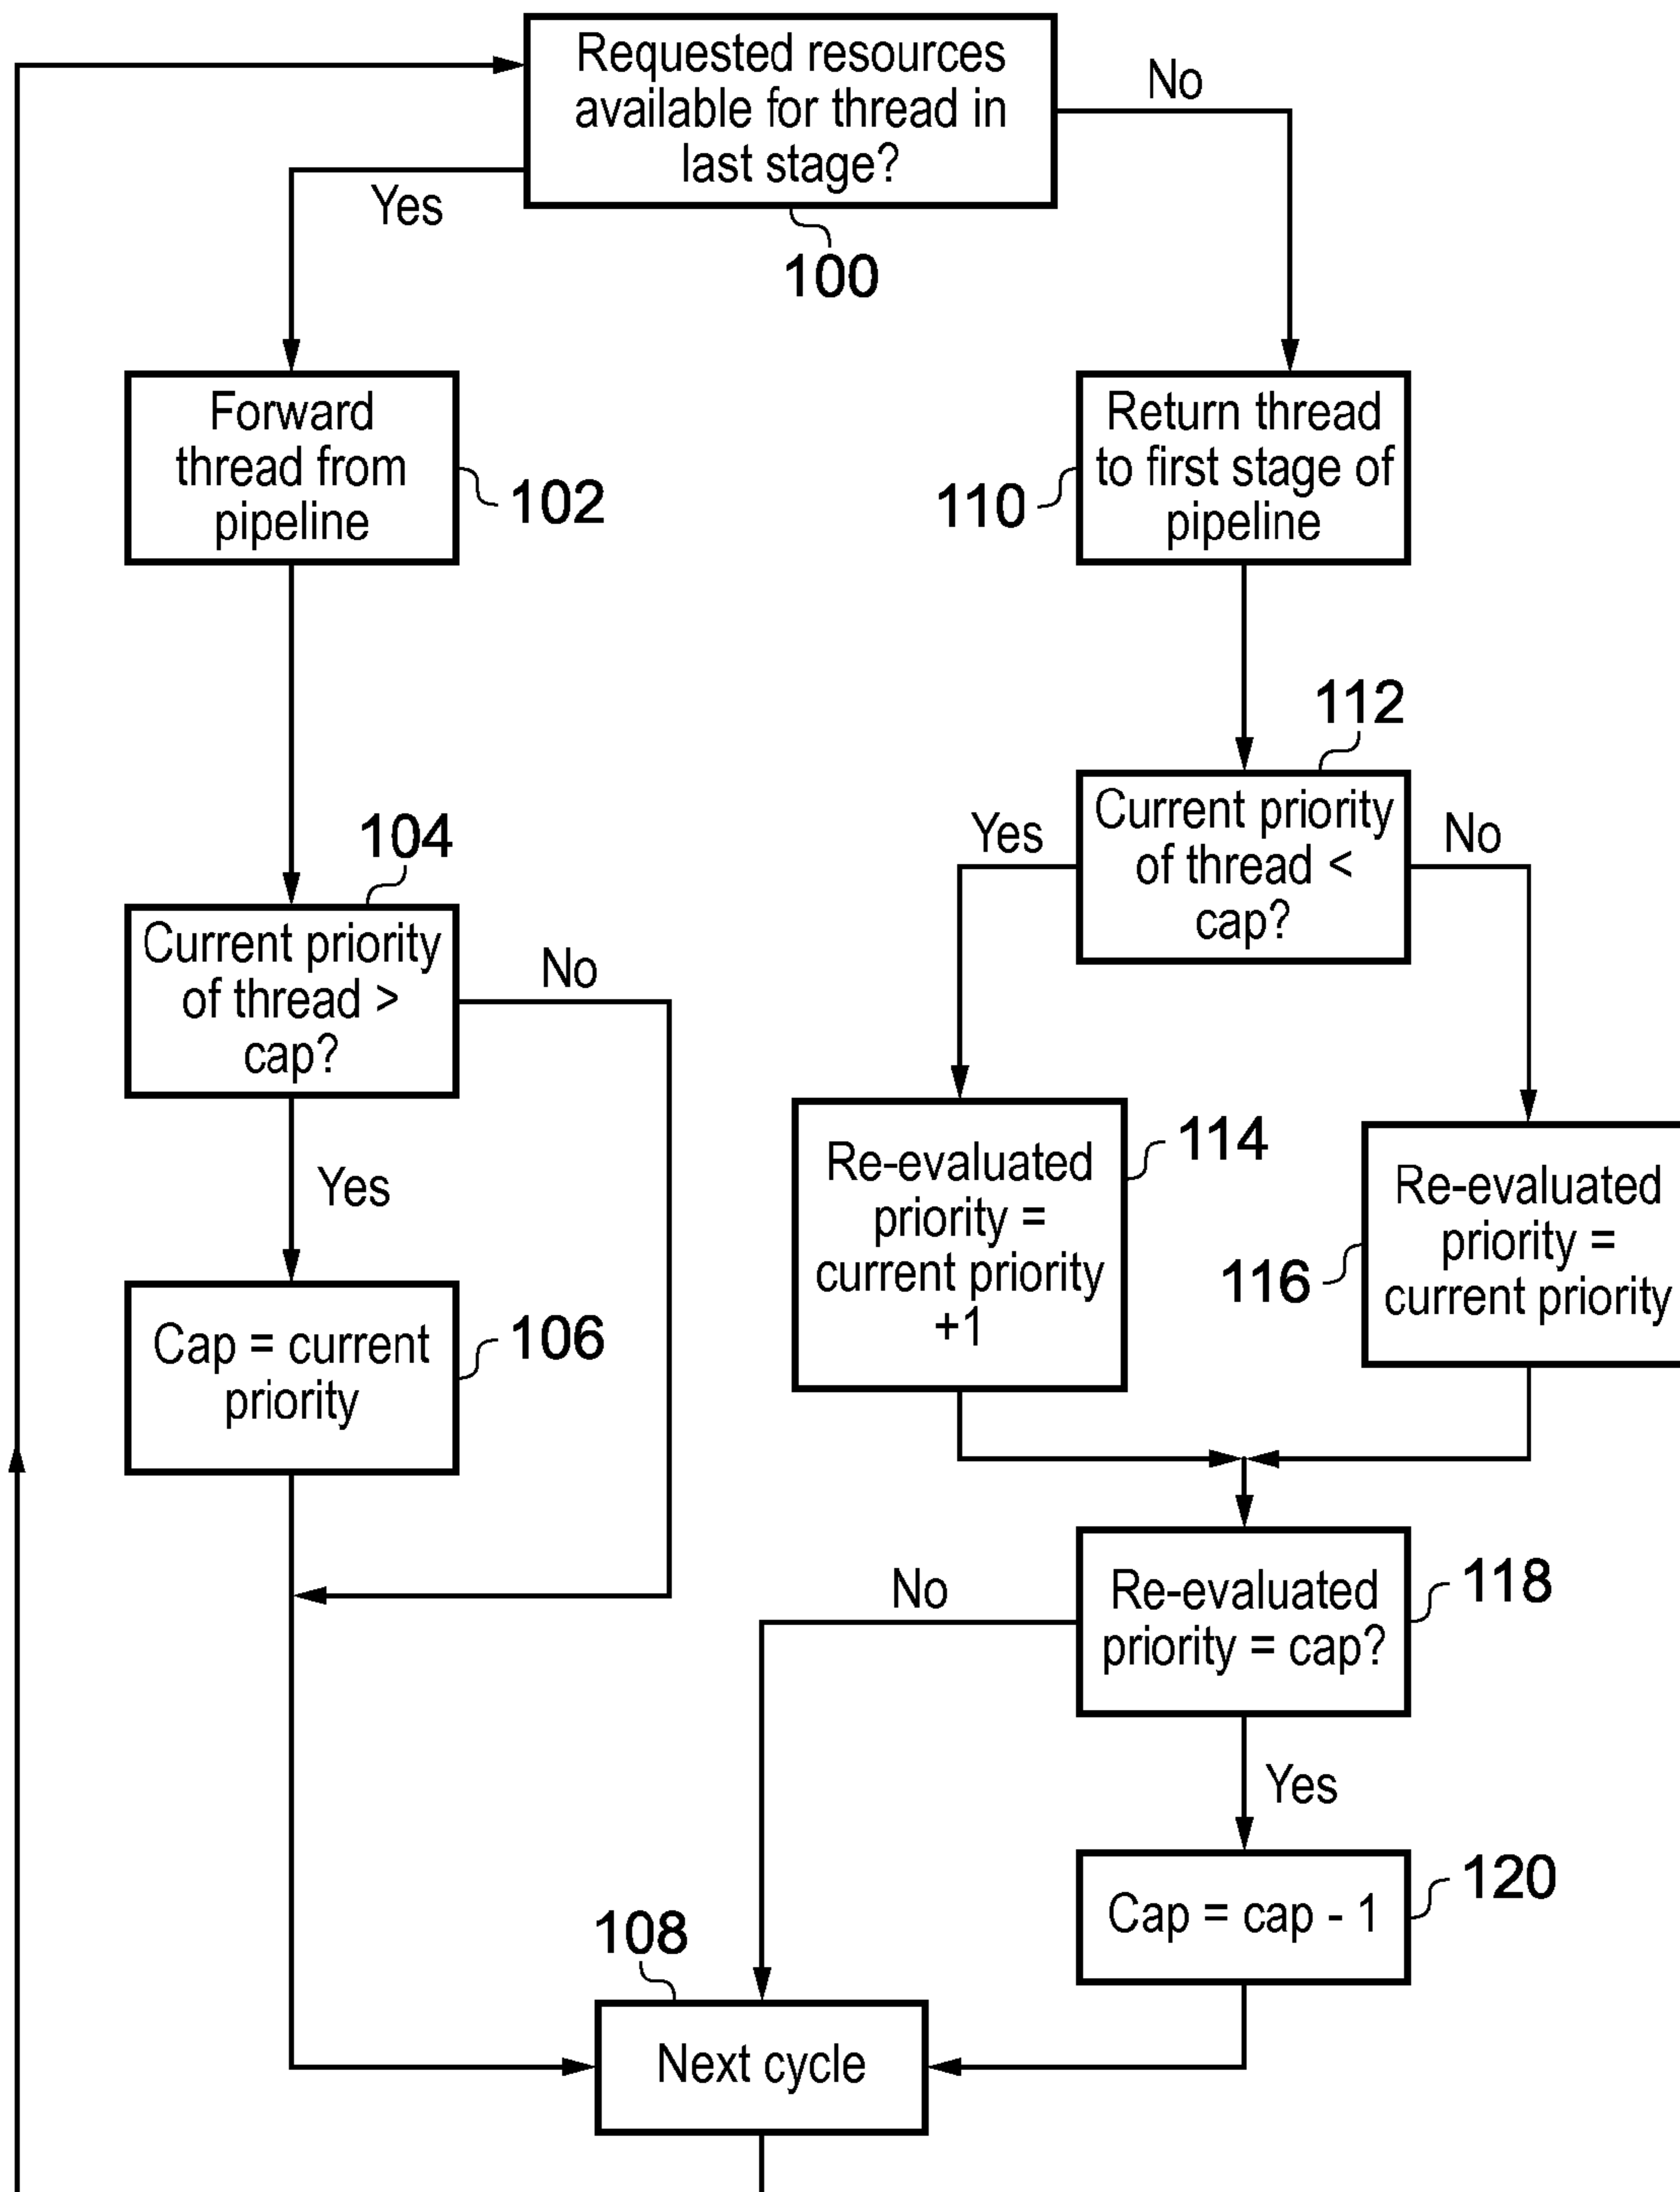 Requested resources
available for thread in
last stage?
No
Yes
100
Forward
thread from
pipeline
102
Return thread
to first stage of
pipeline
110
112
Current priority
of thread <
cap?
Yes
No
104
Current priority
of thread >
cap?
No
Yes
Re-evaluated
priority =
current priority
+1
114
Re-evaluated
priority =
current priority
116
Cap = current
priority
106
Re-evaluated
priority = cap?
118
No
Yes
Cap = cap - 1
120
108
Next cycle